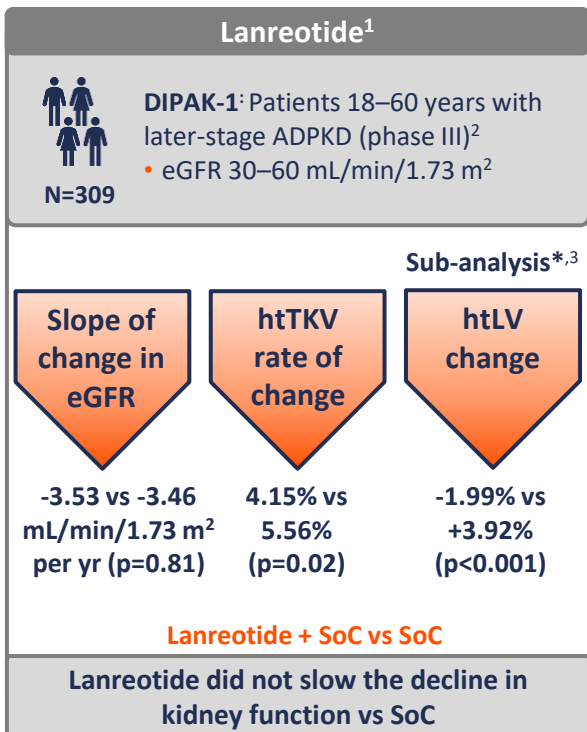 Lanreotide¹
DIPAK-1: Patients 18–60 years with
later-stage ADPKD (phase III)²
• eGFR 30–60 mL/min/1.73 m²
N=309
Sub-analysis*,³
Slope of
change in
eGFR
htTKV
rate of
change
htLV
change
-3.53 vs -3.46
mL/min/1.73 m²
per yr (p=0.81)
4.15% vs
5.56%
(p=0.02)
-1.99% vs
+3.92%
(p<0.001)
Lanreotide + SoC vs SoC
Lanreotide did not slow the decline in
kidney function vs SoC